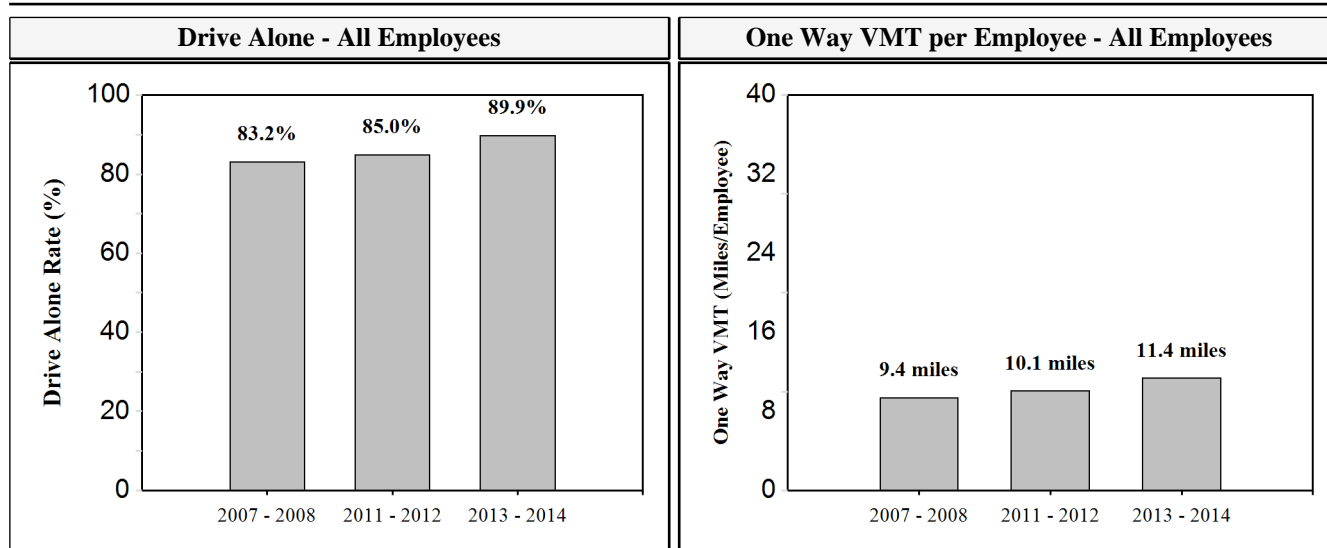 Drive Alone - All Employees
One Way VMT per Employee - All Employees
100
80
60
40
20
0
Drive Alone Rate (%)
83.2%
85.0%
89.9%
2007 - 2008
2011 - 2012
2013 - 2014
40
32
24
16
8
0
One Way VMT (Miles/Employee)
9.4 miles
10.1 miles
11.4 miles
2007 - 2008
2011 - 2012
2013 - 2014